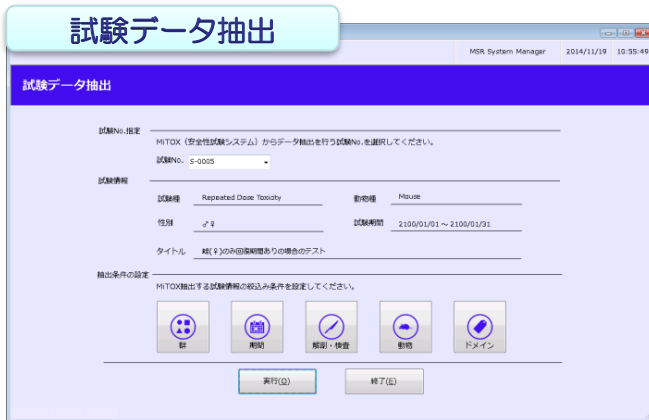 試験データ抽出
MSR System Manager 2014/11/19 10:55:49
試験データ抽出
試験No.指定
MiTOX（安全性試験システム）からデータ抽出を行う試験No.を選択してください。
試験No. S-0005
試験情報
試験種 Repeated Dose Toxicity 動物種 Mouse
性別 ♂♀ 試験期間 2100/01/01 ～ 2100/01/31
タイトル 雌(♀)のみ回復期間ありの場合のテスト
抽出条件の設定
MiTOX抽出する試験情報の絞込み条件を設定してください。
群 期間 解剖・検査 動物 ドメイン
実行(O) 終了(E)